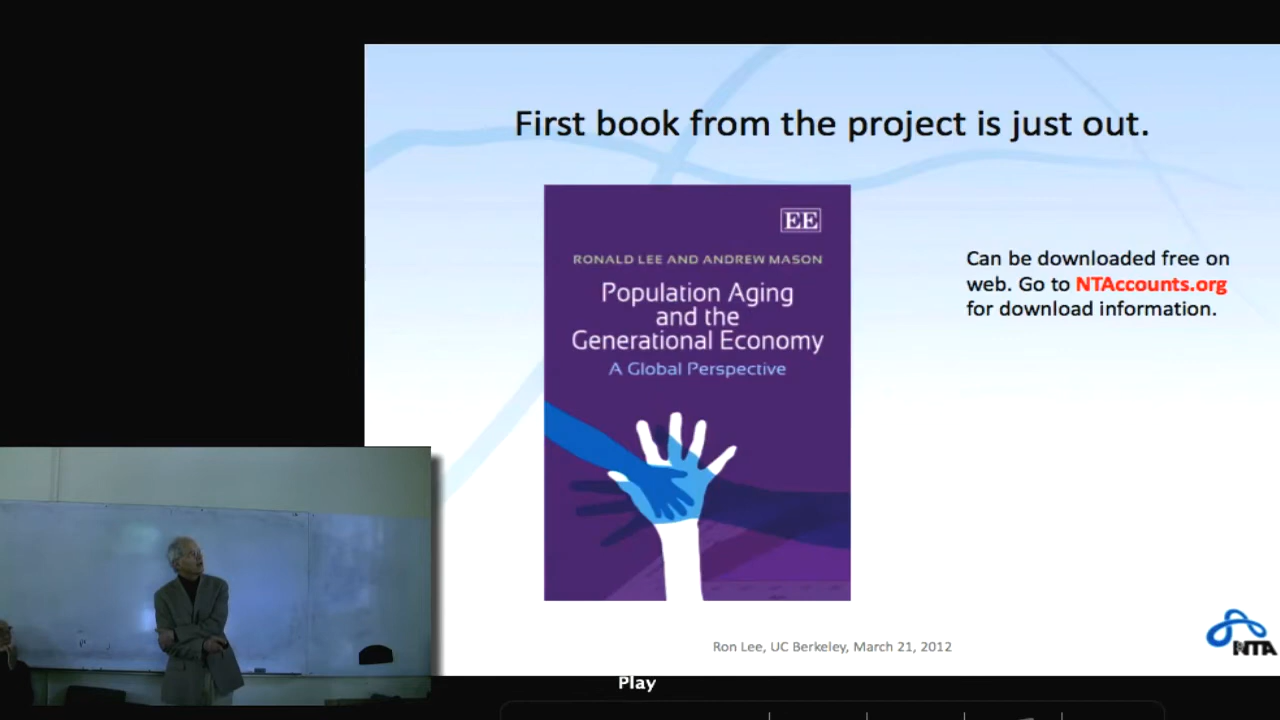 First book from the project is just out.
EE
RONALD LEE AND ANDREW MASON
Population Aging
and the
Generational Economy
A Global Perspective
Can be downloaded free on
web. Go to NTAccounts.org
for download information.
Ron Lee, UC Berkeley, March 21, 2012
NTA
Play